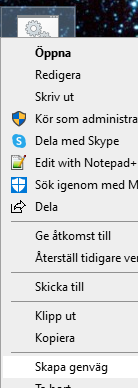 Öppna
Redigera
Skriv ut
Kör som administra
Dela med Skype
Edit with Notepad+
Sök igenom med M
Dela
Ge åtkomst till
Återställ tidigare ver
Skicka till
Klipp ut
Kopiera
Skapa genväg
Ta bort